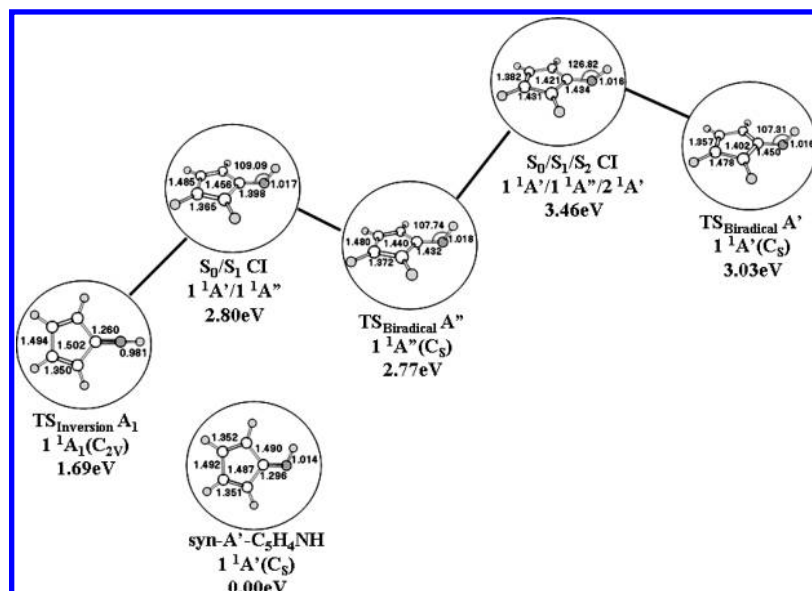 126.82
1.382
1.421
1.016
1.431
1.434
S0/S1/S2 CI
1 ¹A'/1 ¹A"/2 ¹A'
3.46eV
107.31
1.357
1.402
1.016
1.450
1.478
TSBiradical A'
1 ¹A'(CS)
3.03eV
109.09
1.485
1.456
1.017
1.398
1.365
S0/S1 CI
1 ¹A'/1 ¹A"
2.80eV
107.74
1.480
1.440
1.018
1.432
1.372
TSBiradical A"
1 ¹A"(CS)
2.77eV
1.260
1.494
1.502
0.981
1.350
TSInversion A1
1 ¹A1(C2V)
1.69eV
1.352
1.490
1.014
1.492
1.487
1.296
1.351
syn-A'-C5H4NH
1 ¹A'(CS)
0.00eV